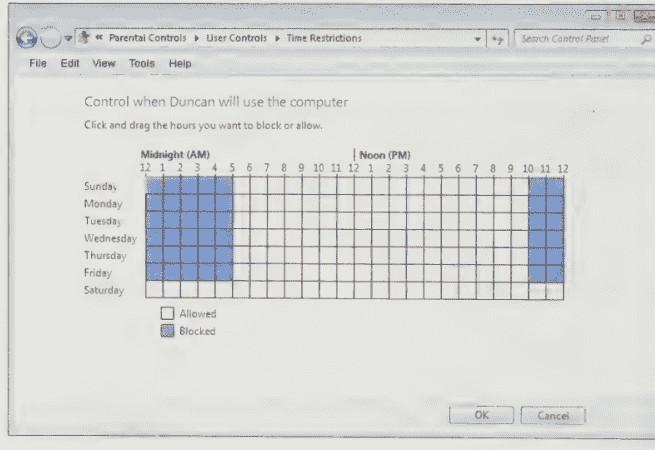 « Parental Controls ▸ User Controls ▸ Time Restrictions Search Control Panel
File Edit View Tools Help
Control when Duncan will use the computer
Click and drag the hours you want to block or allow.
Midnight (AM) Noon (PM)
12 1 2 3 4 5 6 7 8 9 10 11 12 1 2 3 4 5 6 7 8 9 10 11 12
Sunday
Monday
Tuesday
Wednesday
Thursday
Friday
Saturday
Allowed
Blocked
OK Cancel